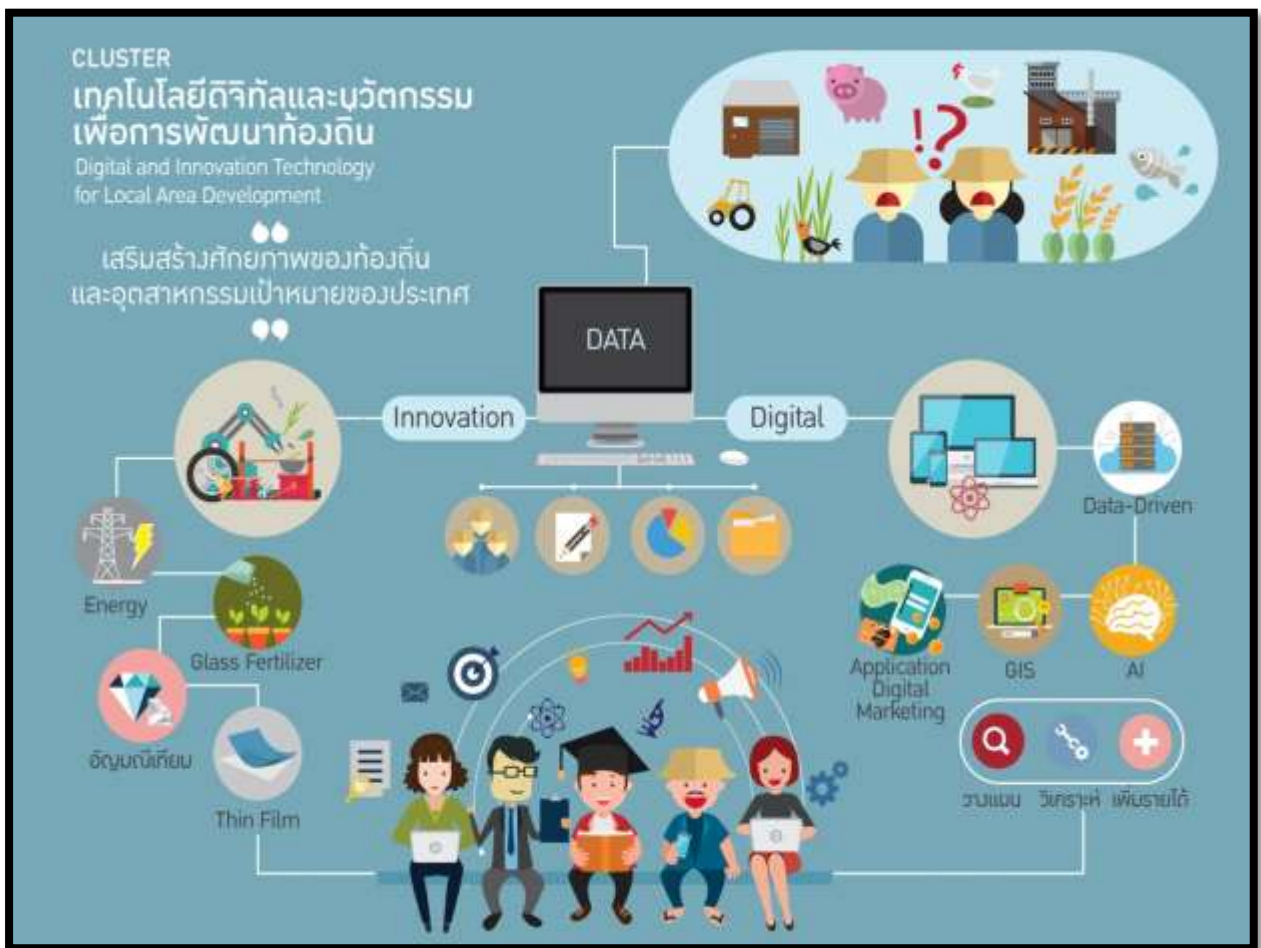 CLUSTER
เทคโนโลยีดิจิทัลและนวัตกรรม
เพื่อการพัฒนาท้องถิ่น
Digital and Innovation Technology
for Local Area Development
“
เสริมสร้างศักยภาพของท้องถิ่น
และอุตสาหกรรมเป้าหมายของประเทศ
”
!?
DATA
Innovation
Digital
Data-Driven
Energy
Glass Fertilizer
อัญมณีเทียม
Thin Film
Application
Digital
Marketing
GIS
AI
วางแผน วิเคราะห์ เพิ่มรายได้